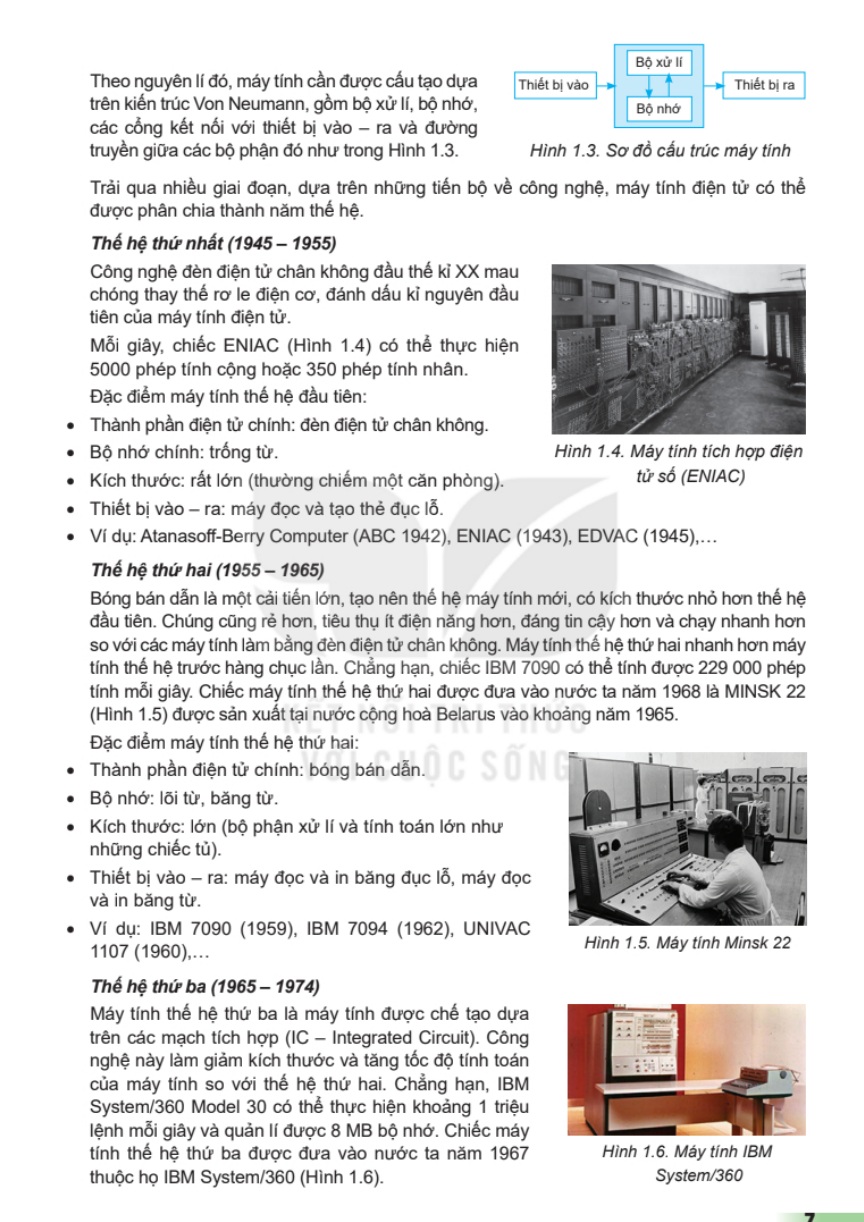 Theo nguyên lí đó, máy tính cần được cấu tạo dựa
trên kiến trúc Von Neumann, gồm bộ xử lí, bộ nhớ,
các cổng kết nối với thiết bị vào – ra và đường
truyền giữa các bộ phận đó như trong Hình 1.3.
Thiết bị vào
Bộ xử lí
Bộ nhớ
Thiết bị ra
Hình 1.3. Sơ đồ cấu trúc máy tính
Trải qua nhiều giai đoạn, dựa trên những tiến bộ về công nghệ, máy tính điện tử có thể
được phân chia thành năm thế hệ.
Thế hệ thứ nhất (1945 – 1955)
Công nghệ đèn điện tử chân không đầu thế kỉ XX mau
chóng thay thế rơ le điện cơ, đánh dấu kỉ nguyên đầu
tiên của máy tính điện tử.
Mỗi giây, chiếc ENIAC (Hình 1.4) có thể thực hiện
5000 phép tính cộng hoặc 350 phép tính nhân.
Đặc điểm máy tính thế hệ đầu tiên:
• Thành phần điện tử chính: đèn điện tử chân không.
• Bộ nhớ chính: trống từ.
• Kích thước: rất lớn (thường chiếm một căn phòng).
• Thiết bị vào – ra: máy đọc và tạo thẻ đục lỗ.
• Ví dụ: Atanasoff-Berry Computer (ABC 1942), ENIAC (1943), EDVAC (1945),…
Hình 1.4. Máy tính tích hợp điện
tử số (ENIAC)
Thế hệ thứ hai (1955 – 1965)
Bóng bán dẫn là một cải tiến lớn, tạo nên thế hệ máy tính mới, có kích thước nhỏ hơn thế hệ
đầu tiên. Chúng cũng rẻ hơn, tiêu thụ ít điện năng hơn, đáng tin cậy hơn và chạy nhanh hơn
so với các máy tính làm bằng đèn điện tử chân không. Máy tính thế hệ thứ hai nhanh hơn máy
tính thế hệ trước hàng chục lần. Chẳng hạn, chiếc IBM 7090 có thể tính được 229 000 phép
tính mỗi giây. Chiếc máy tính thế hệ thứ hai được đưa vào nước ta năm 1968 là MINSK 22
(Hình 1.5) được sản xuất tại nước cộng hoà Belarus vào khoảng năm 1965.
KẾT NỐI TRI THỨC
VỚI CUỘC SỐNG
Đặc điểm máy tính thế hệ thứ hai:
• Thành phần điện tử chính: bóng bán dẫn.
• Bộ nhớ: lõi từ, băng từ.
• Kích thước: lớn (bộ phận xử lí và tính toán lớn như
những chiếc tủ).
• Thiết bị vào – ra: máy đọc và in băng đục lỗ, máy đọc
và in băng từ.
• Ví dụ: IBM 7090 (1959), IBM 7094 (1962), UNIVAC
1107 (1960),…
Hình 1.5. Máy tính Minsk 22
Thế hệ thứ ba (1965 – 1974)
Máy tính thế hệ thứ ba là máy tính được chế tạo dựa
trên các mạch tích hợp (IC – Integrated Circuit). Công
nghệ này làm giảm kích thước và tăng tốc độ tính toán
của máy tính so với thế hệ thứ hai. Chẳng hạn, IBM
System/360 Model 30 có thể thực hiện khoảng 1 triệu
lệnh mỗi giây và quản lí được 8 MB bộ nhớ. Chiếc máy
tính thế hệ thứ ba được đưa vào nước ta năm 1967
thuộc họ IBM System/360 (Hình 1.6).
Hình 1.6. Máy tính IBM
System/360
7